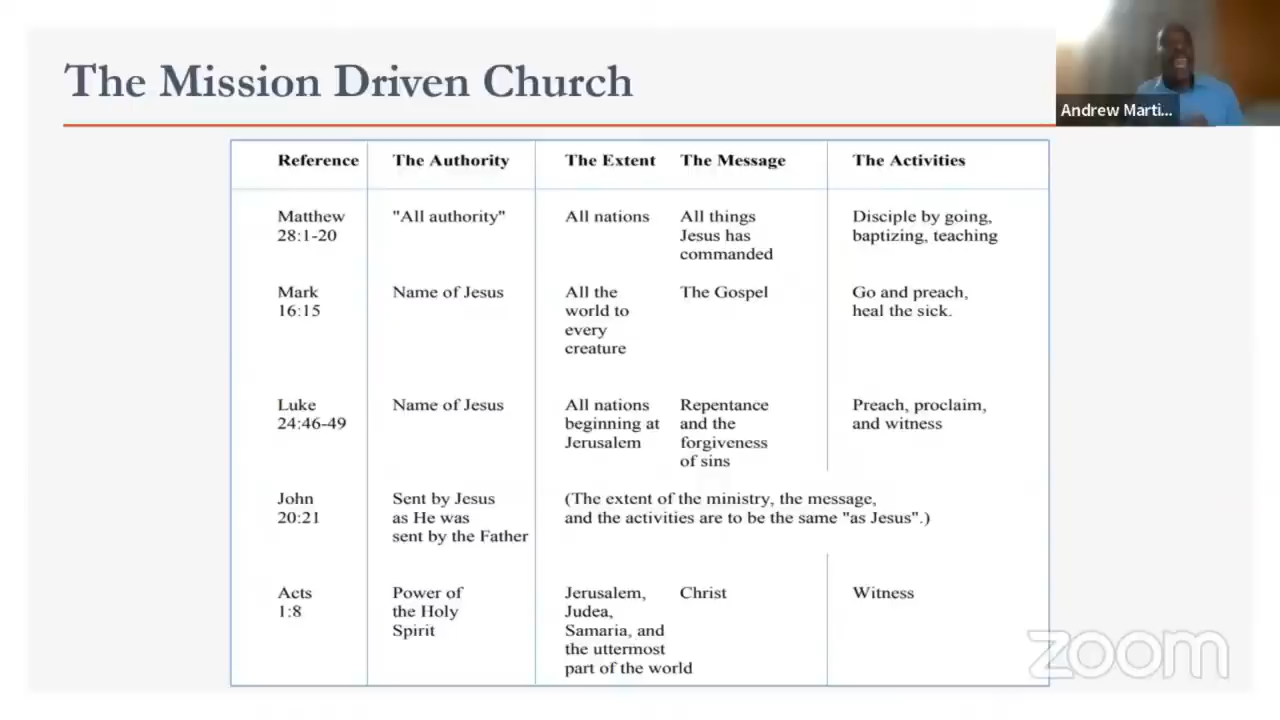 The Mission Driven Church
Andrew Marti...
Reference The Authority The Extent The Message The Activities
Matthew "All authority" All nations All things Disciple by going,
28:1-20 Jesus has baptizing, teaching
commanded
Mark Name of Jesus All the The Gospel Go and preach,
16:15 world to heal the sick.
every
creature
Luke Name of Jesus All nations Repentance Preach, proclaim,
24:46-49 beginning at and the and witness
Jerusalem forgiveness
of sins
John Sent by Jesus (The extent of the ministry, the message,
20:21 as He was and the activities are to be the same "as Jesus".)
sent by the Father
Acts Power of Jerusalem, Christ Witness
1:8 the Holy Judea,
Spirit Samaria, and
the uttermost
part of the world
zoom